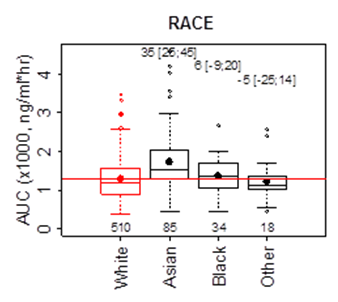 RACE
35 [25;45]
6 [-9;20]
-5 [-25;14]
AUC (x1000, ng/ml*hr)
4
3
2
1
0
510 85 34 18
White Asian Black Other